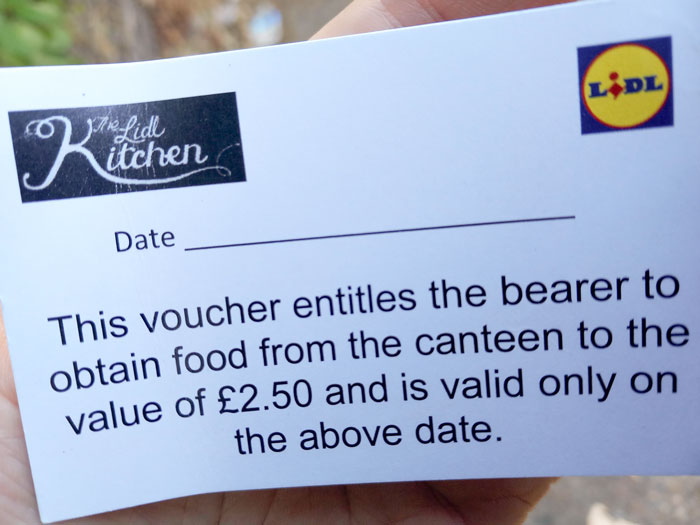 The Lidl
Kitchen
LIDL
Date
This voucher entitles the bearer to
obtain food from the canteen to the
value of £2.50 and is valid only on
the above date.